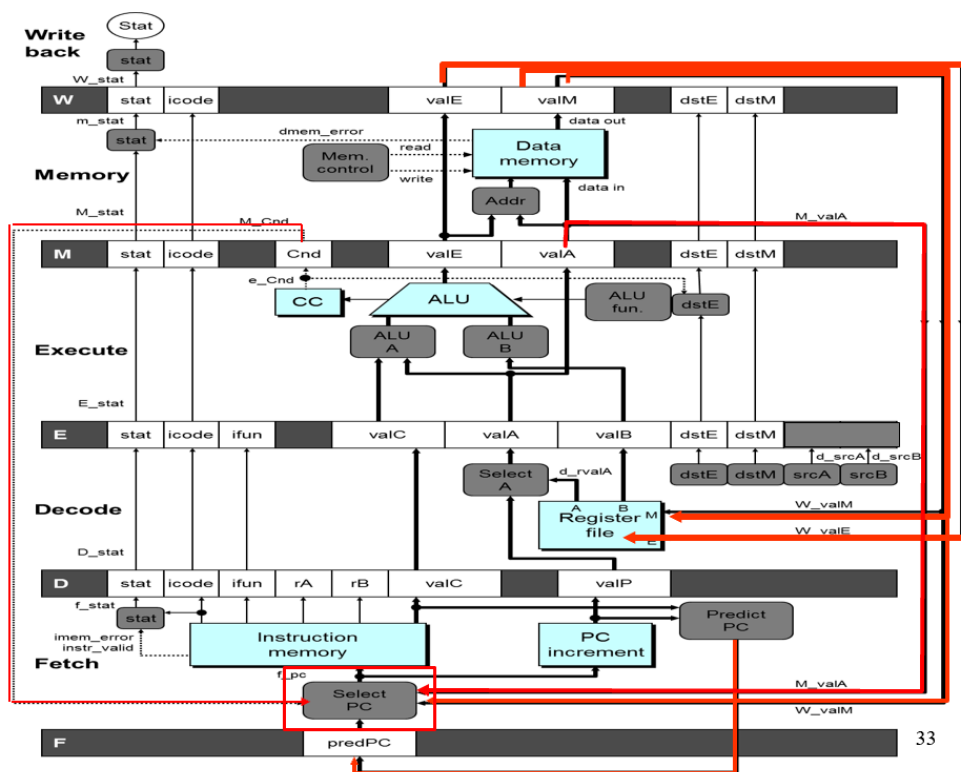 Stat
Write
back
stat
W_stat
W stat icode valE valM dstE dstM
m_stat
data out
dmem_error
stat
read
Mem.
control
Data
memory
Memory
write
data in
Addr
M_stat
M_Cnd
M_valA
M stat icode Cnd valE valA dstE dstM
e_Cnd
CC
ALU
ALU
fun.
dstE
ALU
A
ALU
B
Execute
E_stat
E stat icode ifun valC valA valB dstE dstM
d_srcA d_srcB
Select
A
d_rvalA
dstE dstM srcA srcB
A B
W_valM
Decode
Register
file
M
E
W_valE
D_stat
D stat icode ifun rA rB valC valP
f_stat
stat
Predict
PC
imem_error
instr_valid
Instruction
memory
PC
increment
Fetch
f_pc
M_valA
Select
PC
W_valM
F predPC
33